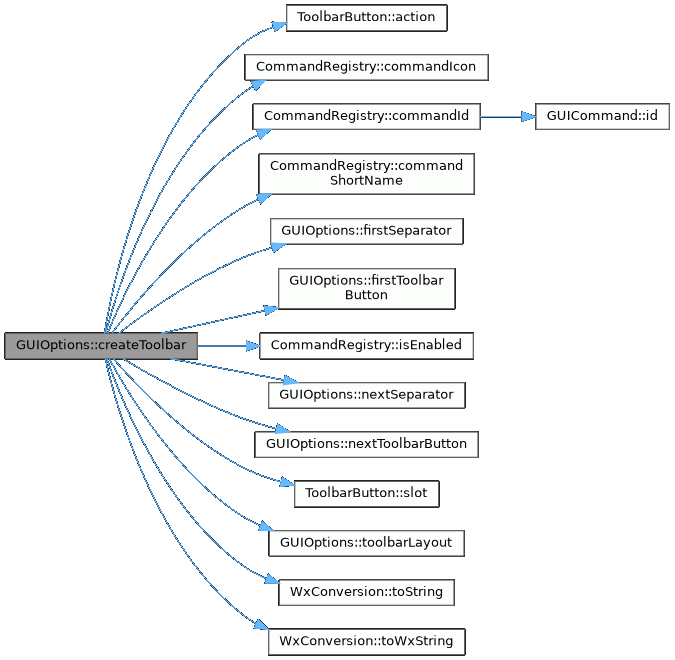 ToolbarButton::action
CommandRegistry::commandIcon
CommandRegistry::commandId
GUICommand::id
CommandRegistry::command
ShortName
GUIOptions::firstSeparator
GUIOptions::firstToolbar
Button
GUIOptions::createToolbar
CommandRegistry::isEnabled
GUIOptions::nextSeparator
GUIOptions::nextToolbarButton
ToolbarButton::slot
GUIOptions::toolbarLayout
WxConversion::toString
WxConversion::toWxString